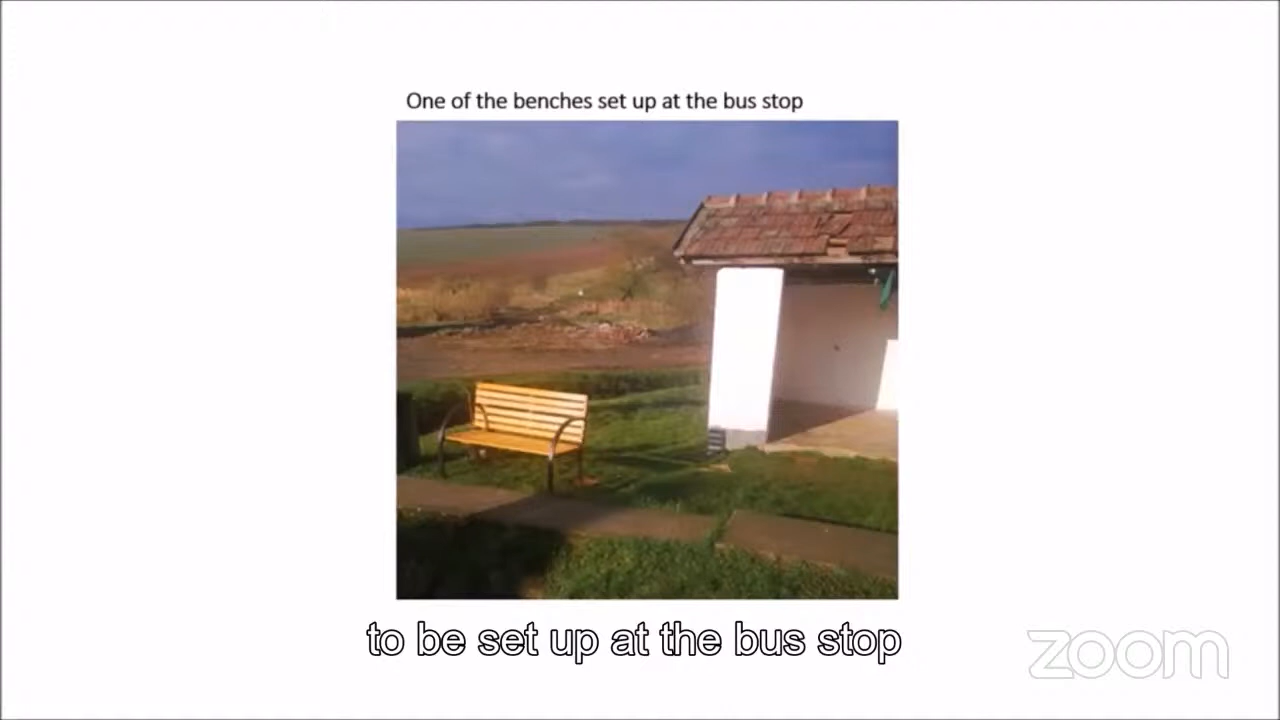 One of the benches set up at the bus stop
to be set up at the bus stop
zoom